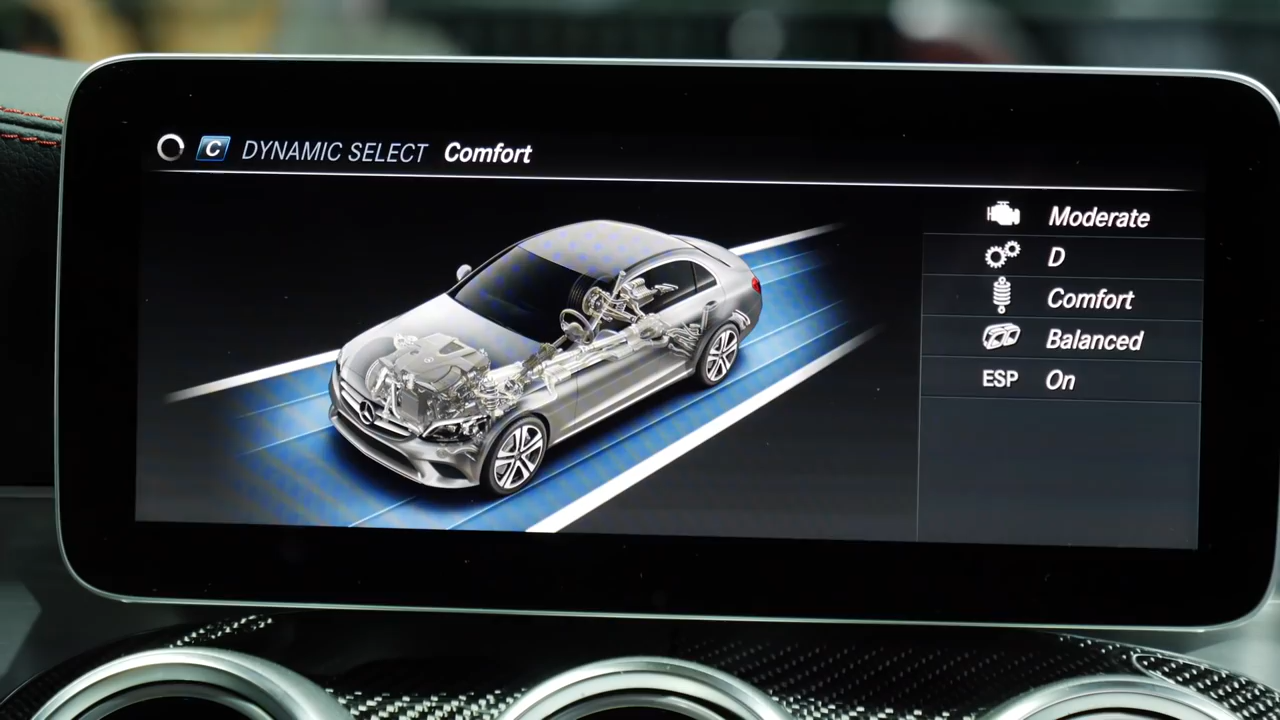 C DYNAMIC SELECT Comfort
Moderate
D
Comfort
Balanced
ESP On